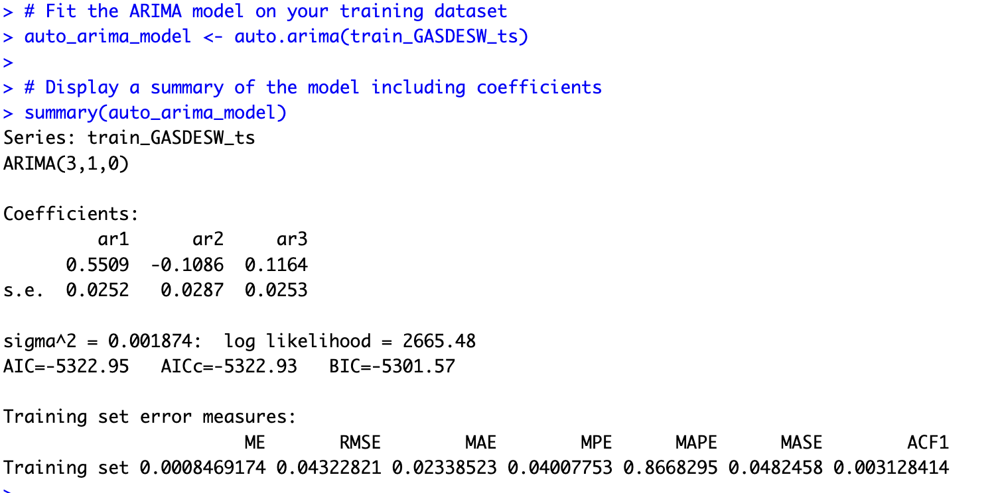 > # Fit the ARIMA model on your training dataset
> auto_arima_model <- auto.arima(train_GASDESW_ts)
>
> # Display a summary of the model including coefficients
> summary(auto_arima_model)
Series: train_GASDESW_ts
ARIMA(3,1,0)

Coefficients:
         ar1      ar2     ar3
      0.5509  -0.1086  0.1164
s.e.  0.0252   0.0287  0.0253

sigma^2 = 0.001874:  log likelihood = 2665.48
AIC=-5322.95   AICc=-5322.93   BIC=-5301.57

Training set error measures:
                       ME       RMSE        MAE        MPE      MAPE      MASE        ACF1
Training set 0.0008469174 0.04322821 0.02338523 0.04007753 0.8668295 0.0482458 0.003128414
>